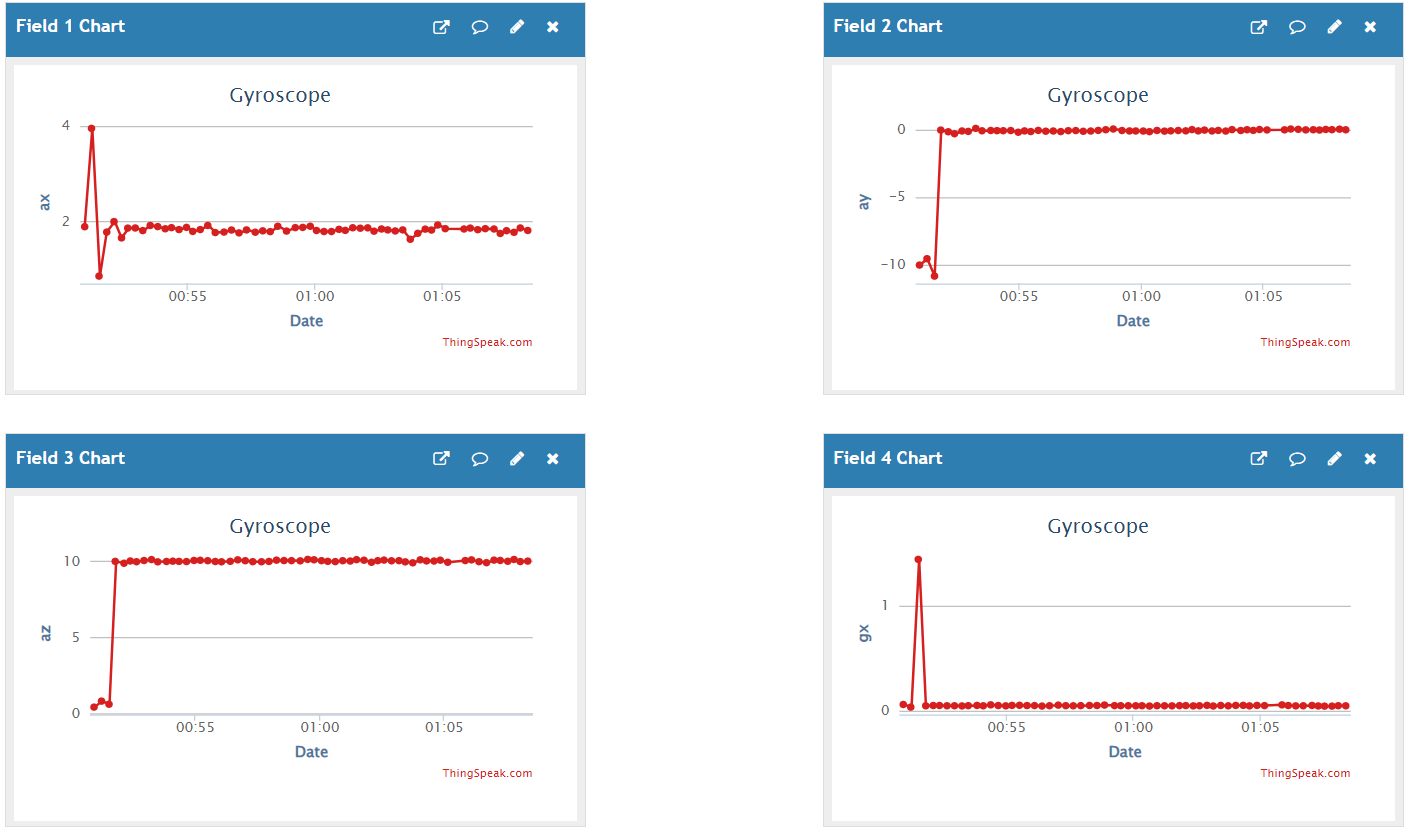 Field 1 Chart
Gyroscope
4
2
ax
00:55 01:00 01:05
Date
ThingSpeak.com
Field 2 Chart
Gyroscope
0
−5
−10
ay
00:55 01:00 01:05
Date
ThingSpeak.com
Field 3 Chart
Gyroscope
10
5
0
az
00:55 01:00 01:05
Date
ThingSpeak.com
Field 4 Chart
Gyroscope
1
0
gx
00:55 01:00 01:05
Date
ThingSpeak.com